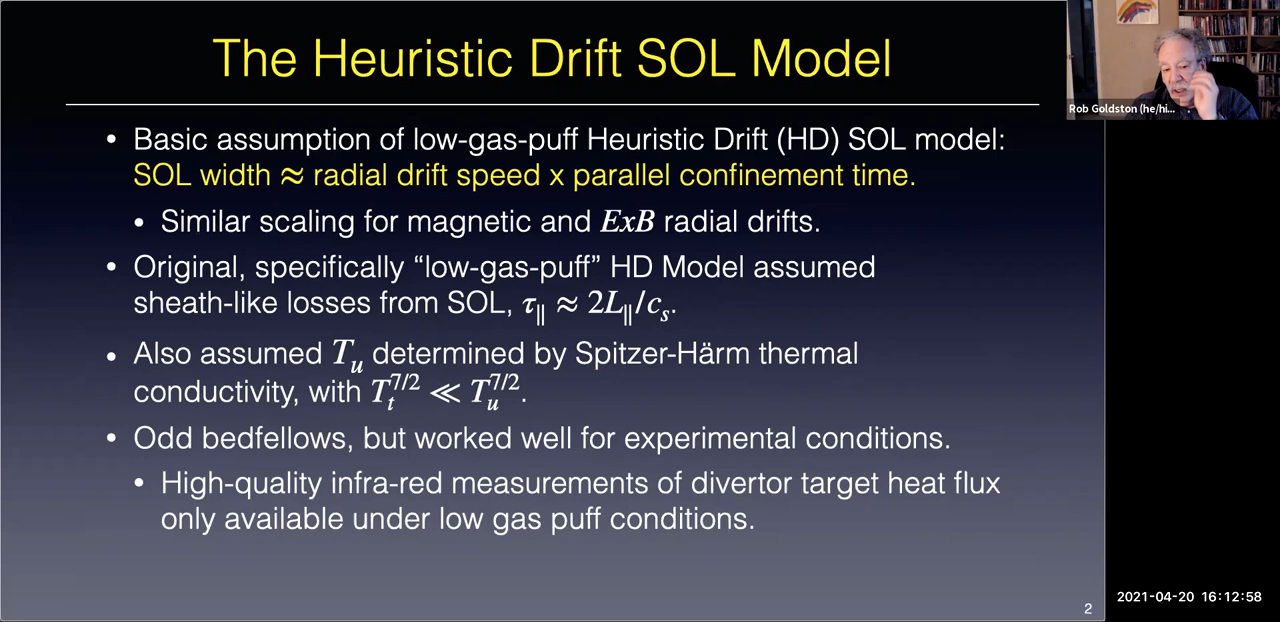 The Heuristic Drift SOL Model
Rob Goldston (he/hi...
• Basic assumption of low-gas-puff Heuristic Drift (HD) SOL model:
SOL width ≈ radial drift speed x parallel confinement time.
• Similar scaling for magnetic and ExB radial drifts.
• Original, specifically “low-gas-puff” HD Model assumed
sheath-like losses from SOL, τ∥ ≈ 2L∥/cₛ.
• Also assumed Tᵤ determined by Spitzer-Härm thermal
conductivity, with Tₜ^7/2 ≪ Tᵤ^7/2.
• Odd bedfellows, but worked well for experimental conditions.
• High-quality infra-red measurements of divertor target heat flux
only available under low gas puff conditions.
2
2021-04-20 16:12:58